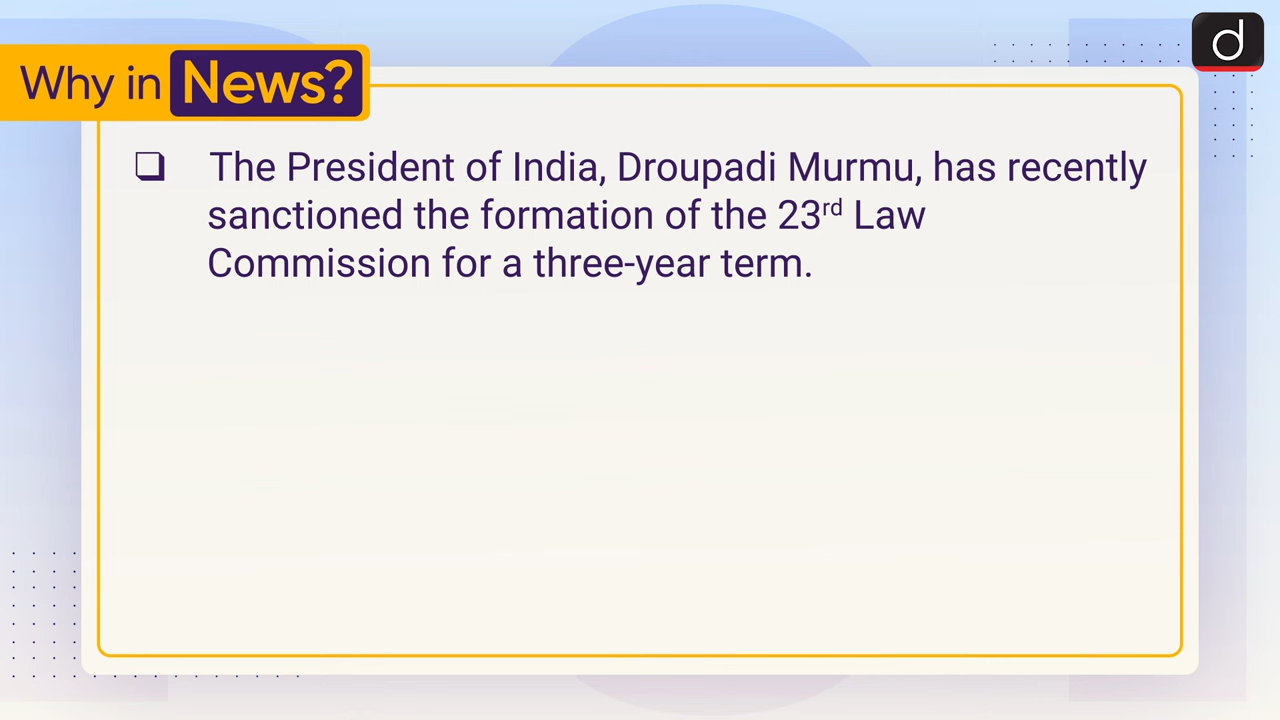 Why in News?
❑ The President of India, Droupadi Murmu, has recently
sanctioned the formation of the 23rd Law
Commission for a three-year term.
d